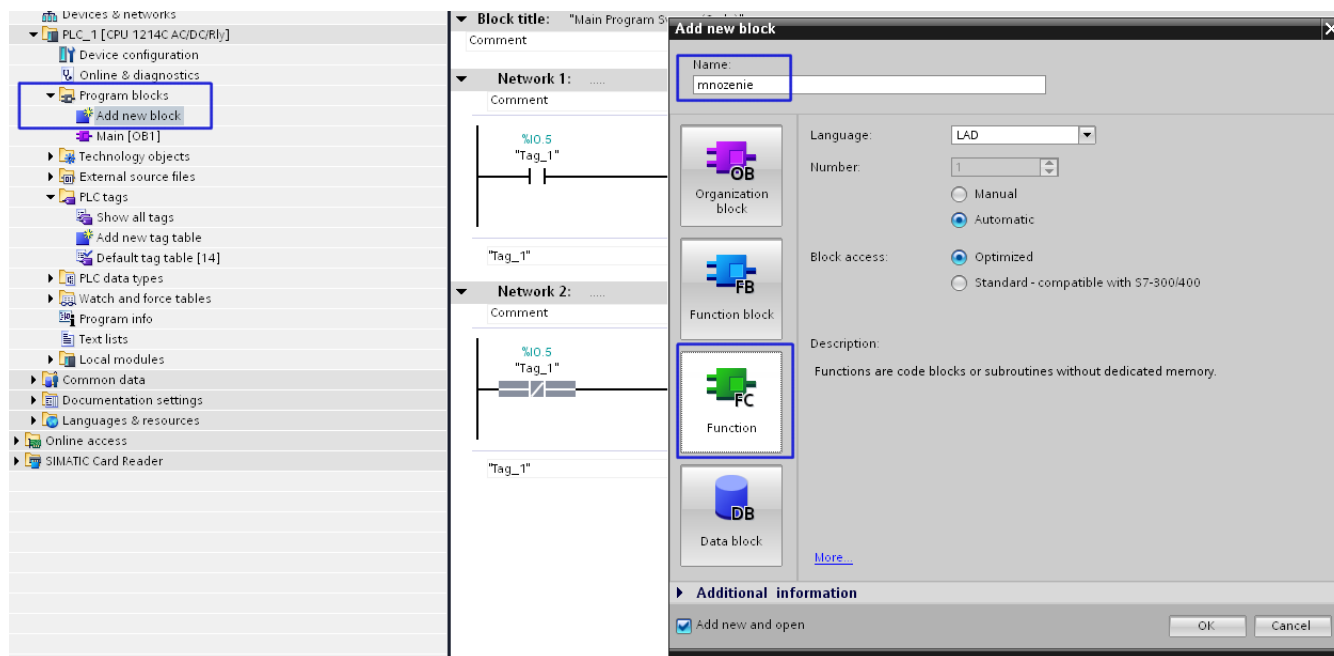 Devices & networks
PLC_1 [CPU 1214C AC/DC/Rly]
Device configuration
Online & diagnostics
Program blocks
Add new block
Main [OB1]
Technology objects
External source files
PLC tags
Show all tags
Add new tag table
Default tag table [14]
PLC data types
Watch and force tables
Program info
Text lists
Local modules
Common data
Documentation settings
Languages & resources
Online access
SIMATIC Card Reader
Block title: "Main Program
Comment
Network 1: .....
Comment
%I0.5
"Tag_1"
"Tag_1"
Network 2: .....
Comment
%I0.5
"Tag_1"
"Tag_1"
Add new block
Name:
mnozenie
OB
Organization
block
FB
Function block
FC
Function
DB
Data block
Language: LAD
Number: 1
Manual
Automatic
Block access: Optimized
Standard - compatible with S7-300/400
Description:
Functions are code blocks or subroutines without dedicated memory.
More...
Additional information
Add new and open
OK Cancel